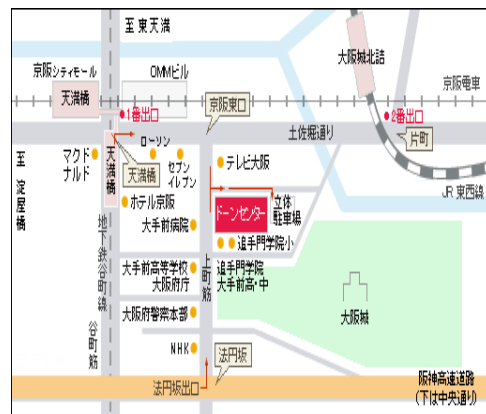 至東天満
京阪シティモール
天満橋
OMMビル
大阪城北詰
京阪電車
1番出口
京阪東口
2番出口
土佐堀通り
片町
JR東西線
至
淀屋橋
マクド
ナルド
天満橋
ローソン
セブン
イレブン
天満橋
テレビ大阪
ホテル京阪
ドーンセンター
立体
駐車場
大手前病院
追手門学院小
地下鉄谷町線
大手前高等学校
大阪府庁
上町筋
追手門学院
大手前高・中
大阪城
大阪府警察本部
谷町筋
NHK
法円坂
法円坂出口
阪神高速道路
(下は中央通り)